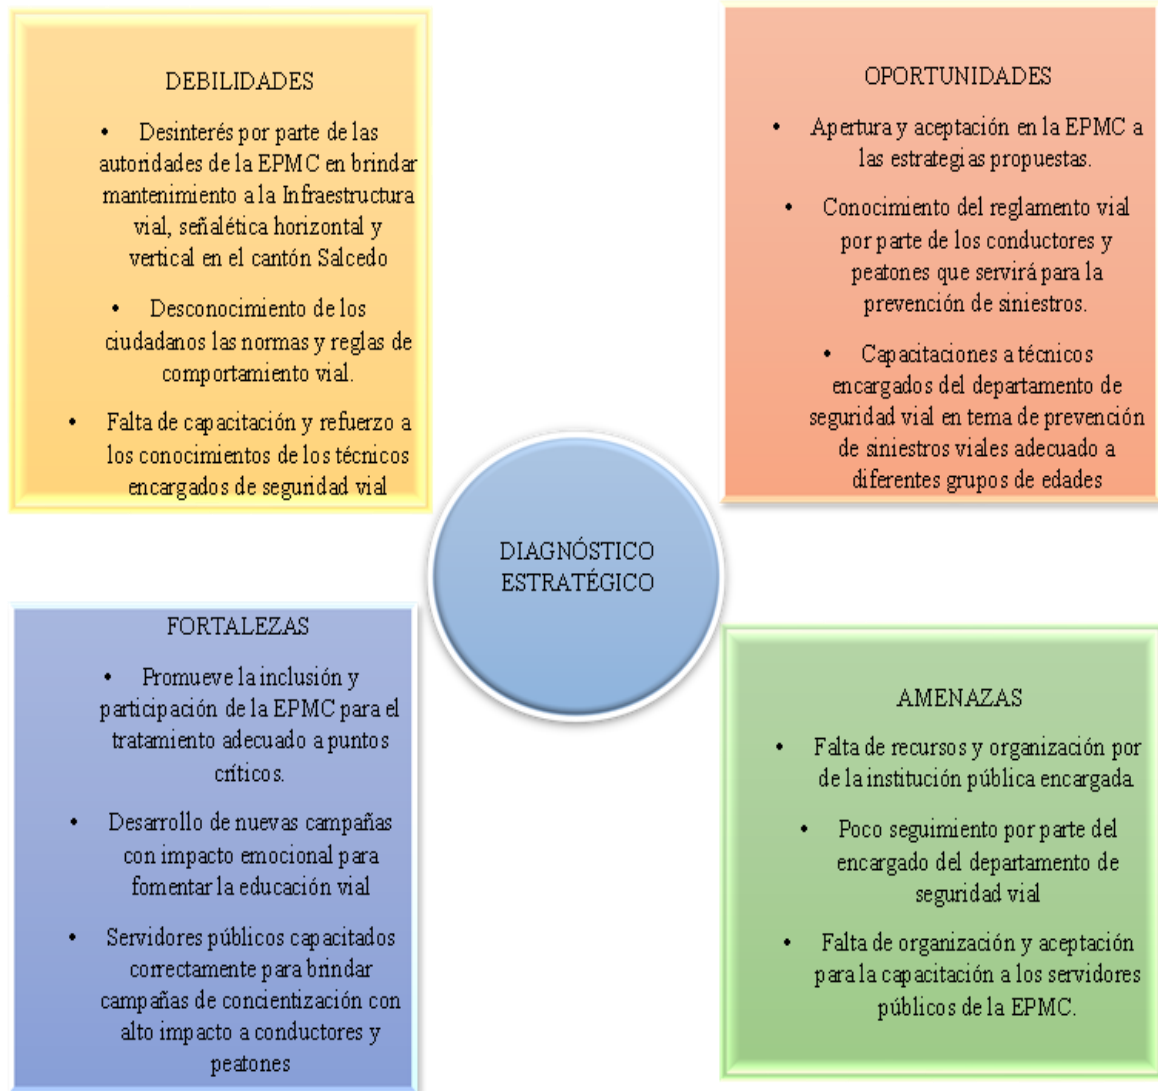 DEBILIDADES
• Desinterés por parte de las
autoridades de la EPMC en brindar
mantenimiento a la Infraestructura
vial, señalética horizontal y
vertical en el cantón Salcedo
• Desconocimiento de los
ciudadanos las normas y reglas de
comportamiento vial.
• Falta de capacitación y refuerzo a
los conocimientos de los técnicos
encargados de seguridad vial
OPORTUNIDADES
• Apertura y aceptación en la EPMC a
las estrategias propuestas.
• Conocimiento del reglamento vial
por parte de los conductores y
peatones que servirá para la
prevención de siniestros.
• Capacitaciones a técnicos
encargados del departamento de
seguridad vial en tema de prevención
de siniestros viales adecuado a
diferentes grupos de edades
DIAGNÓSTICO
ESTRATÉGICO
FORTALEZAS
• Promueve la inclusión y
participación de la EPMC para el
tratamiento adecuado a puntos
críticos.
• Desarrollo de nuevas campañas
con impacto emocional para
fomentar la educación vial
• Servidores públicos capacitados
correctamente para brindar
campañas de concientización con
alto impacto a conductores y
peatones
AMENAZAS
• Falta de recursos y organización por
de la institución pública encargada.
• Poco seguimiento por parte del
encargado del departamento de
seguridad vial
• Falta de organización y aceptación
para la capacitación a los servidores
públicos de la EPMC.